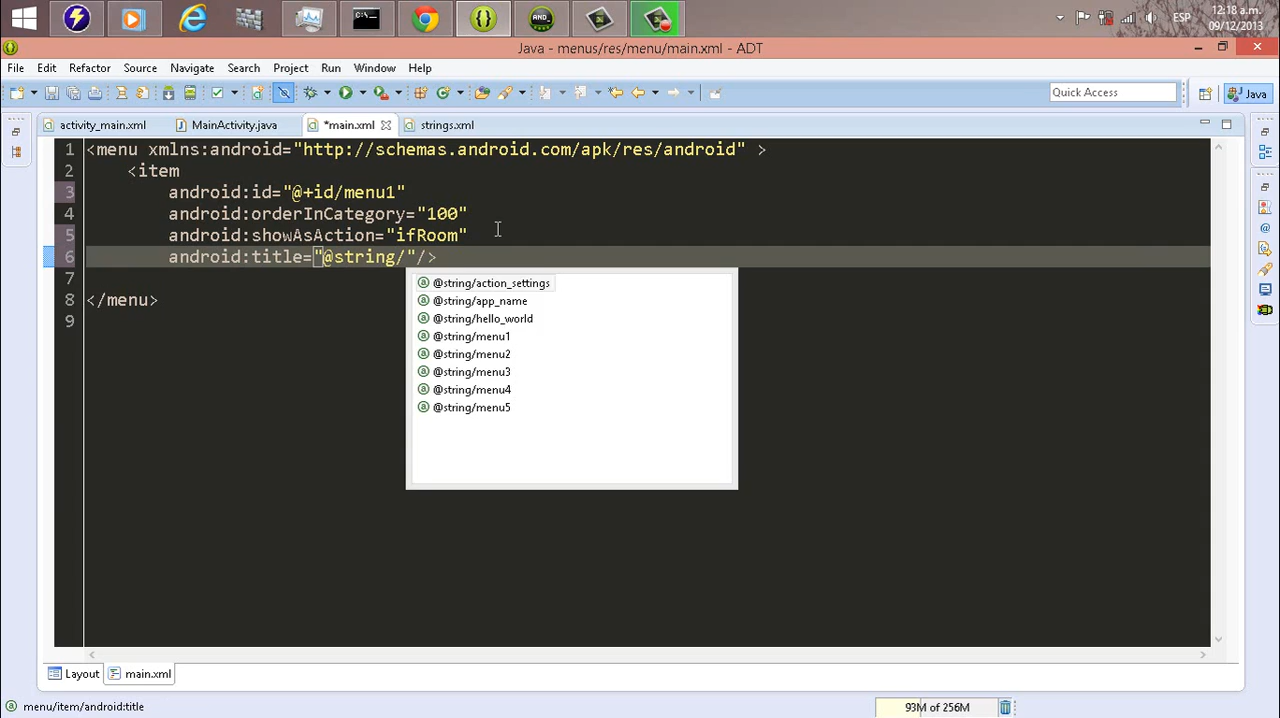 AND_
12:18 a.m.
ESP
09/12/2013
Java - menus/res/menu/main.xml - ADT
File Edit Refactor Source Navigate Search Project Run Window Help
Quick Access
Java
activity_main.xml MainActivity.java *main.xml strings.xml
1 <menu xmlns:android="http://schemas.android.com/apk/res/android" >
2 <item
3 android:id="@+id/menu1"
4 android:orderInCategory="100"
5 android:showAsAction="ifRoom"
6 android:title="@string/"/>
7
8 </menu>
9
@string/action_settings
@string/app_name
@string/hello_world
@string/menu1
@string/menu2
@string/menu3
@string/menu4
@string/menu5
Layout main.xml
menu/item/android:title
93M of 256M